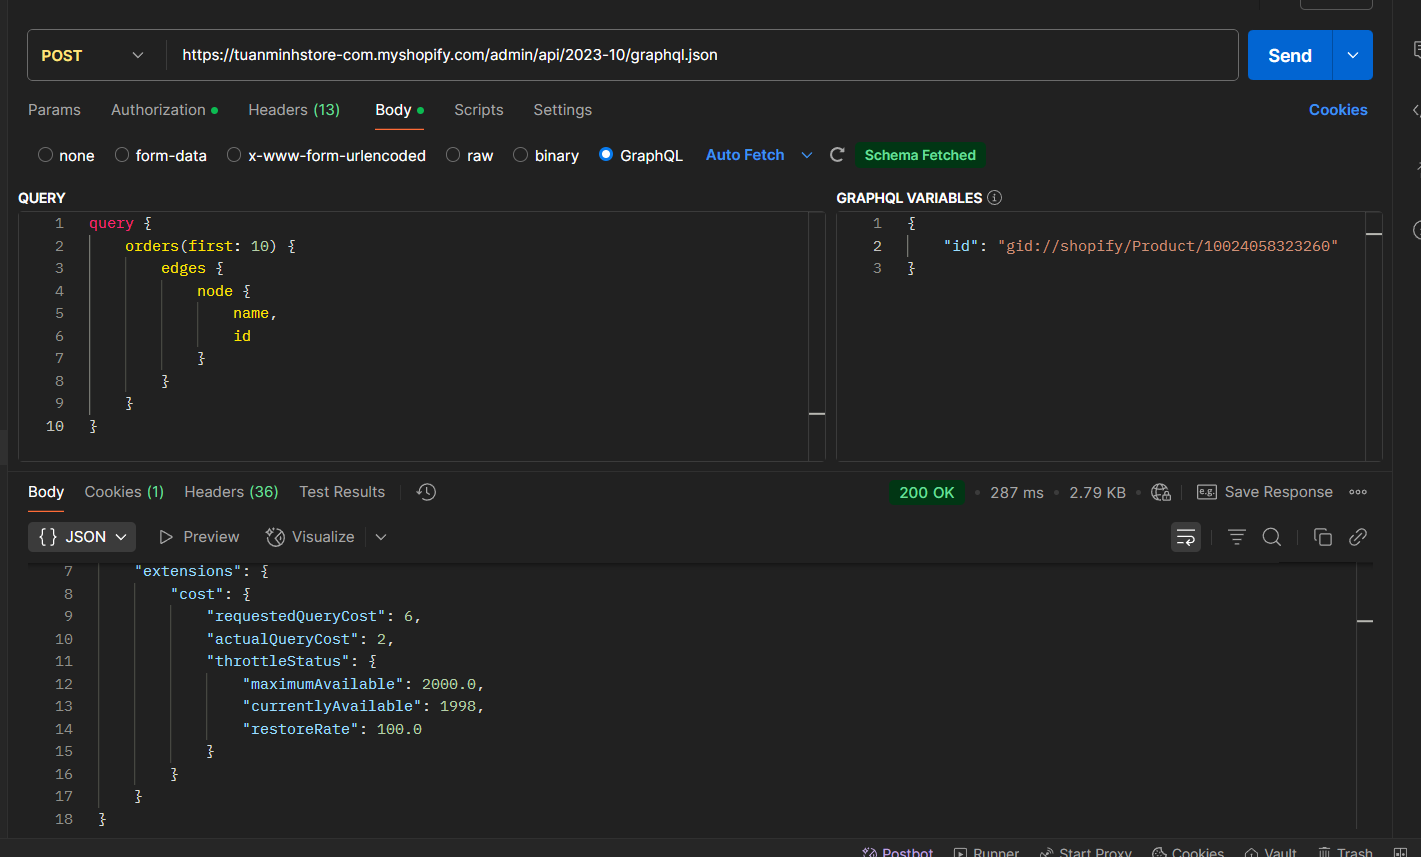 POST https://tuanminhstore-com.myshopify.com/admin/api/2023-10/graphql.json Send
Params Authorization Headers (13) Body Scripts Settings Cookies
none form-data x-www-form-urlencoded raw binary GraphQL Auto Fetch Schema Fetched
QUERY
1 query {
2 orders(first: 10) {
3 edges {
4 node {
5 name,
6 id
7 }
8 }
9 }
10 }
GRAPHQL VARIABLES
1 {
2 "id": "gid://shopify/Product/10024058323260"
3 }
Body Cookies (1) Headers (36) Test Results 200 OK 287 ms 2.79 KB e.g. Save Response
{} JSON Preview Visualize
7 "extensions": {
8 "cost": {
9 "requestedQueryCost": 6,
10 "actualQueryCost": 2,
11 "throttleStatus": {
12 "maximumAvailable": 2000.0,
13 "currentlyAvailable": 1998,
14 "restoreRate": 100.0
15 }
16 }
17 }
18 }
Postbot Runner Start Proxy Cookies Vault Trash